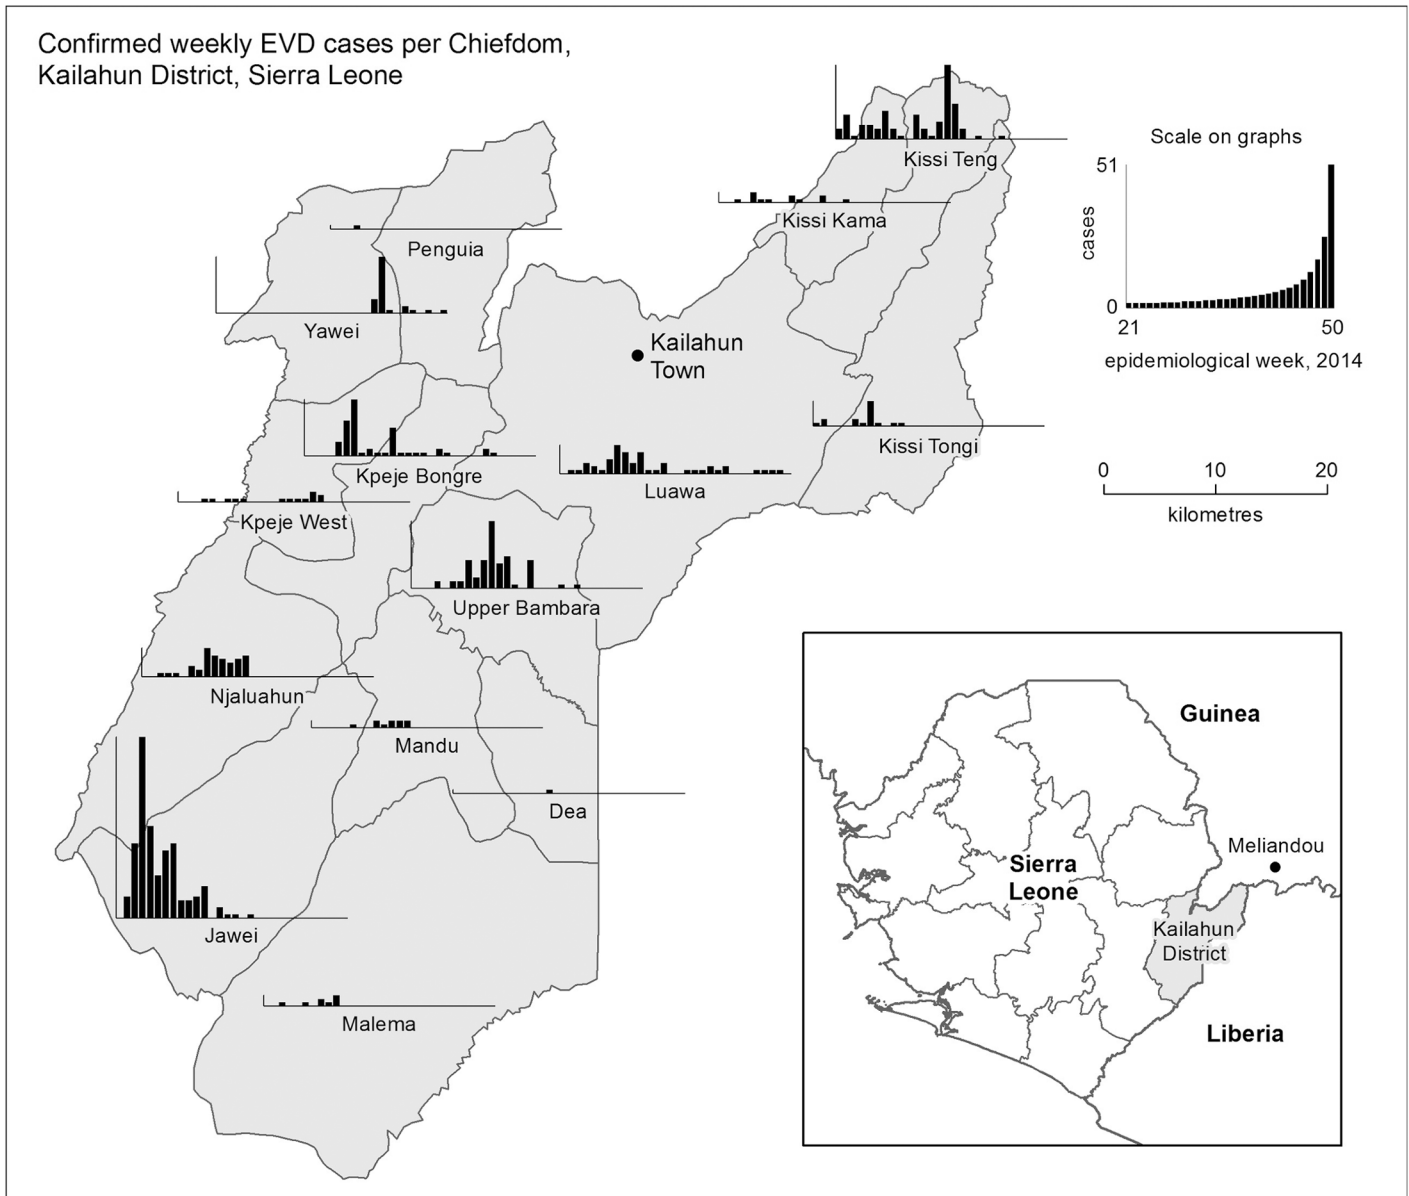 Confirmed weekly EVD cases per Chiefdom,
Kailahun District, Sierra Leone
Kissi Teng
Scale on graphs
51
cases
0
21
50
epidemiological week, 2014
Kissi Kama
Penguia
Yawei
Kailahun
Town
Kissi Tongi
Kpeje Bongre
Luawa
0
10
20
kilometres
Kpeje West
Upper Bambara
Njaluahun
Mandu
Dea
Jawei
Malema
Guinea
Meliandou
Sierra
Leone
Kailahun
District
Liberia